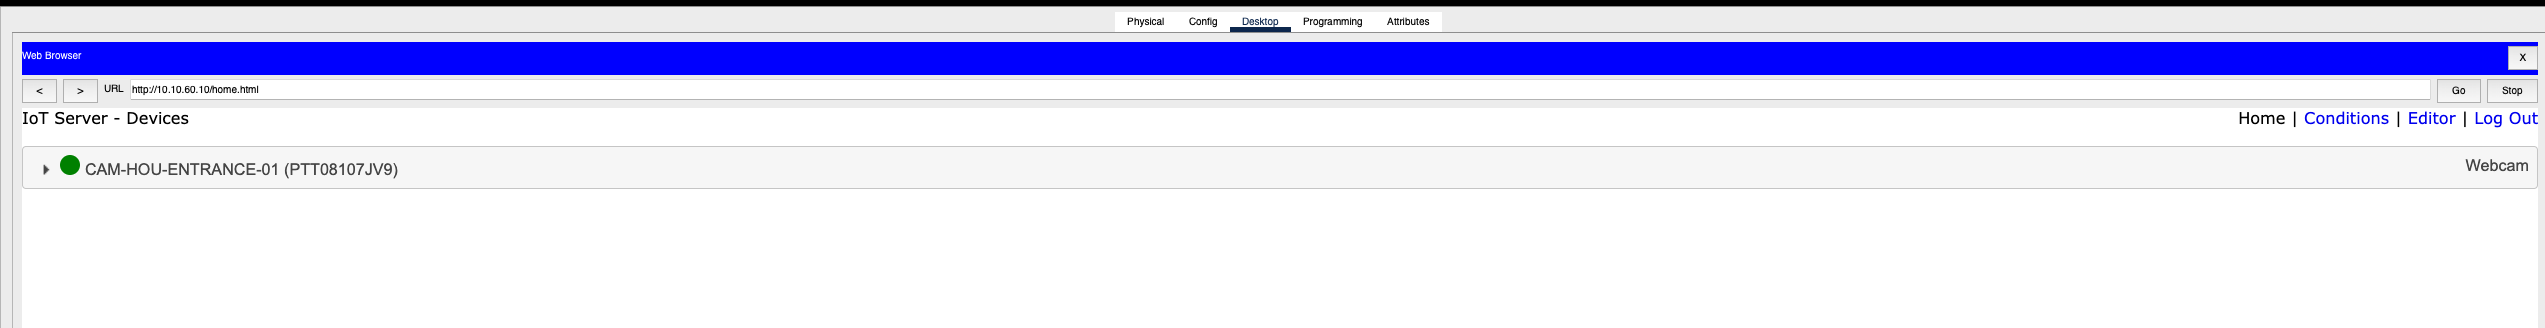 Physical Config Desktop Programming Attributes
Web Browser X
< > URL http://10.10.60.10/home.html Go Stop
IoT Server - Devices Home | Conditions | Editor | Log Out
CAM-HOU-ENTRANCE-01 (PTT08107JV9) Webcam